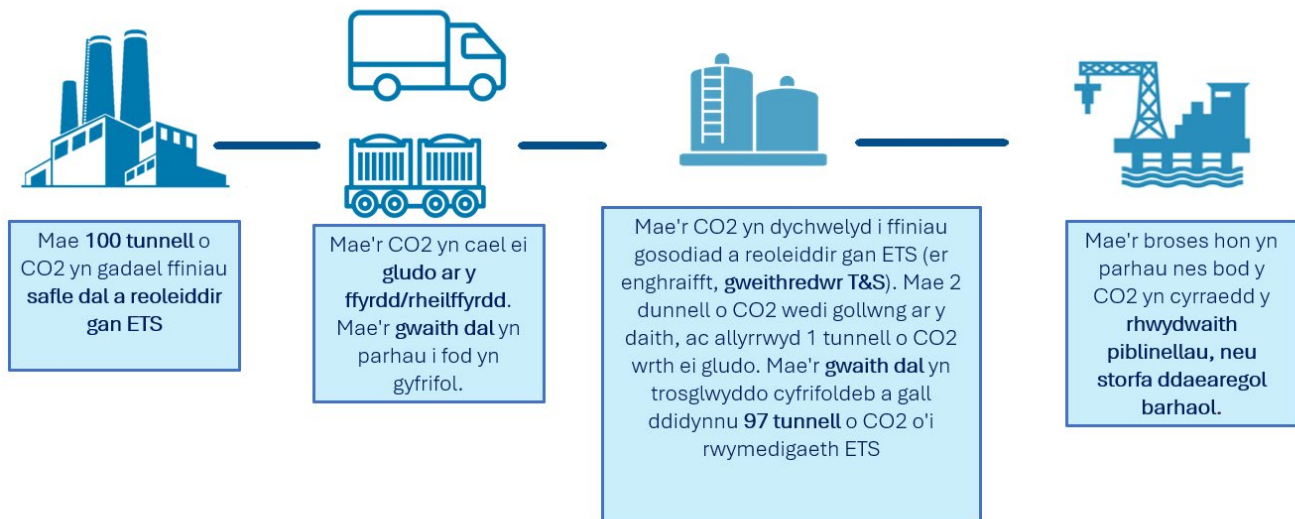 Mae 100 tunnell o
CO2 yn gadael ffiniau
safle dal a reoleiddir
gan ETS
Mae'r CO2 yn cael ei
gludo ar y
ffyrdd/rheilffyrdd.
Mae'r gwaith dal yn
parhau i fod yn
gyfrifol.
Mae'r CO2 yn dychwelyd i ffiniau
gosodiad a reoleiddir gan ETS (er
enghraifft, gweithredwr T&S). Mae 2
dunnell o CO2 wedi gollwng ar y
daith, ac allyrrwyd 1 tunnell o CO2
wrth ei gludo. Mae'r gwaith dal yn
trosglwyddo cyfrifoldeb a gall
ddidynnu 97 tunnell o CO2 o'i
rwymedigaeth ETS
Mae'r broses hon yn
parhau nes bod y
CO2 yn cyrraedd y
rhwydwaith
piblinellau, neu
storfa ddaearegol
barhaol.